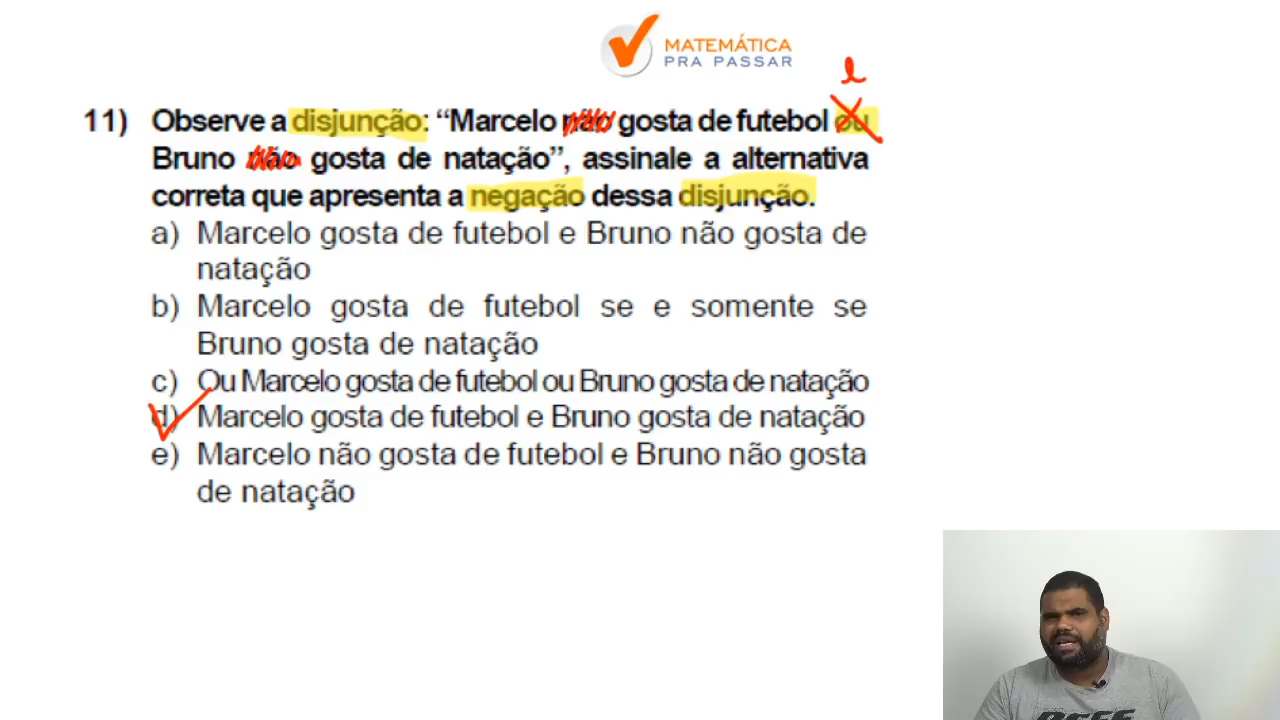 MATEMÁTICA
PRA PASSAR
e
11) Observe a disjunção: “Marcelo não gosta de futebol ou
Bruno não gosta de natação”, assinale a alternativa
correta que apresenta a negação dessa disjunção.
a) Marcelo gosta de futebol e Bruno não gosta de
natação
b) Marcelo gosta de futebol se e somente se
Bruno gosta de natação
c) Ou Marcelo gosta de futebol ou Bruno gosta de natação
d) Marcelo gosta de futebol e Bruno gosta de natação
e) Marcelo não gosta de futebol e Bruno não gosta
de natação